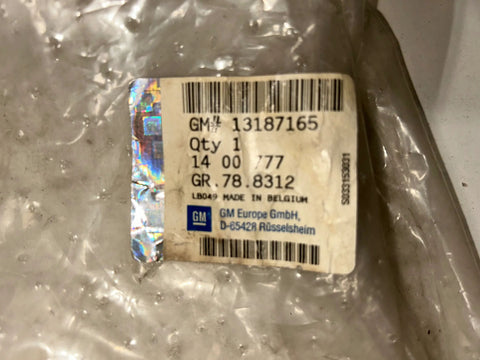 GM# 13187165
Qty 1
14 00 777
GR.78.8312
LB049 MADE IN BELGIUM
GM
GM Europe GmbH,
D-65428 Rüsselsheim
S033153031